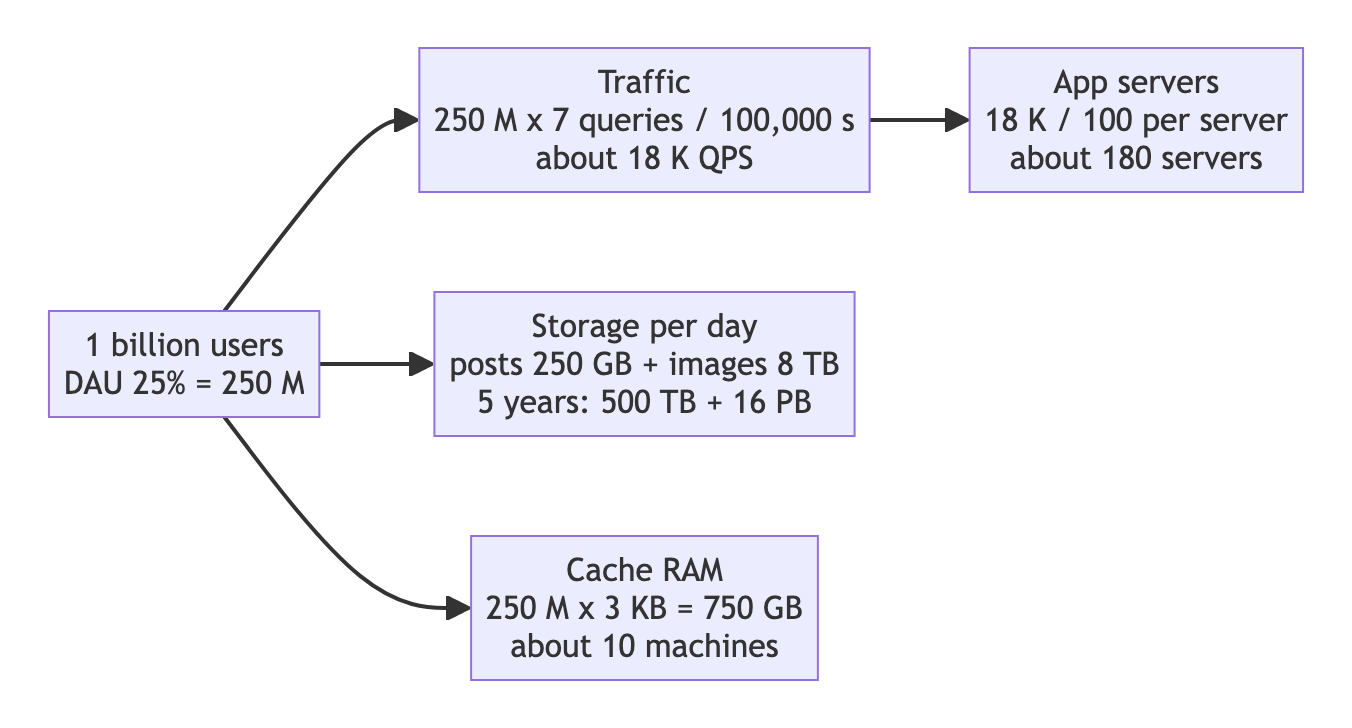 1 billion users
DAU 25% = 250 M
Traffic
250 M x 7 queries / 100,000 s
about 18 K QPS
App servers
18 K / 100 per server
about 180 servers
Storage per day
posts 250 GB + images 8 TB
5 years: 500 TB + 16 PB
Cache RAM
250 M x 3 KB = 750 GB
about 10 machines